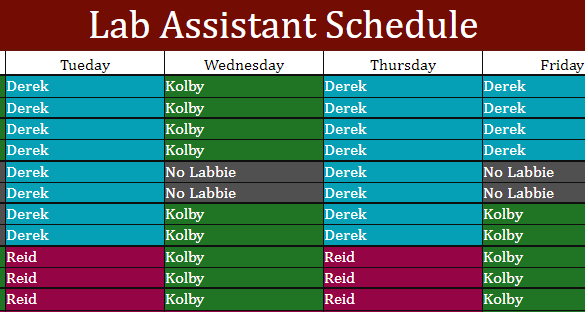 Lab Assistant Schedule
Tueday Wednesday Thursday Friday
Derek Kolby Derek Derek
Derek Kolby Derek Derek
Derek Kolby Derek Derek
Derek Kolby Derek Derek
Derek No Labbie Derek No Labbie
Derek No Labbie Derek No Labbie
Derek Kolby Derek Kolby
Derek Kolby Derek Kolby
Reid Kolby Reid Kolby
Reid Kolby Reid Kolby
Reid Kolby Reid Kolby